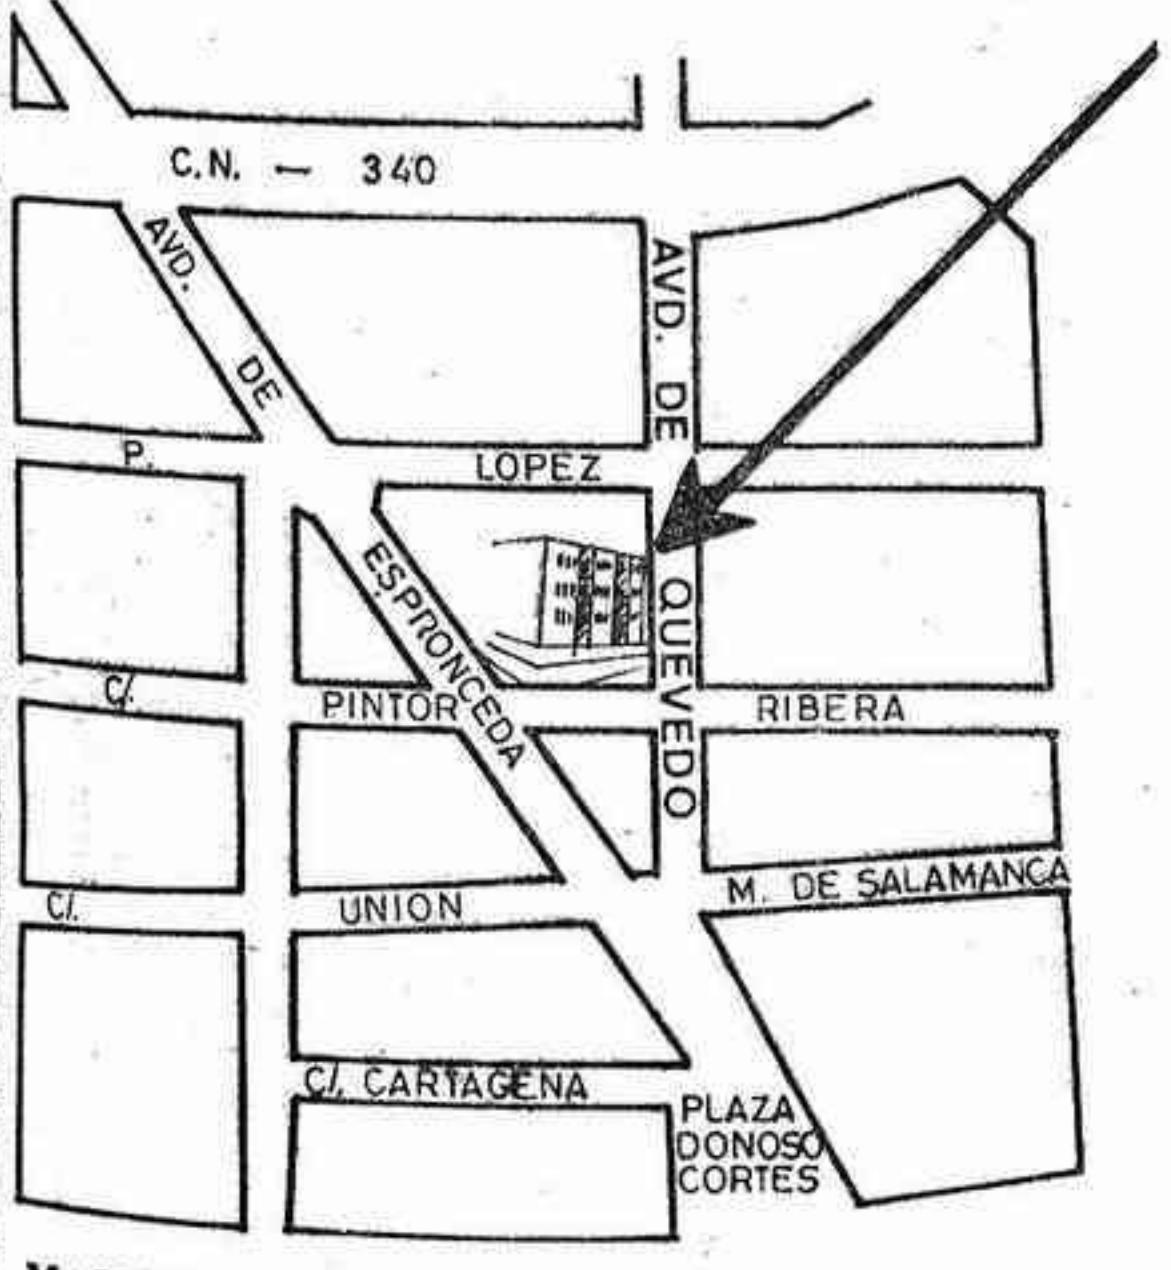 C.N. — 340
AVD. DE ESPRONCEDA
AVD. DE QUEVEDO
P. LOPEZ
C/. PINTOR RIBERA
C/. UNION
M. DE SALAMANCA
C/. CARTAGENA
PLAZA
DONOSO
CORTES